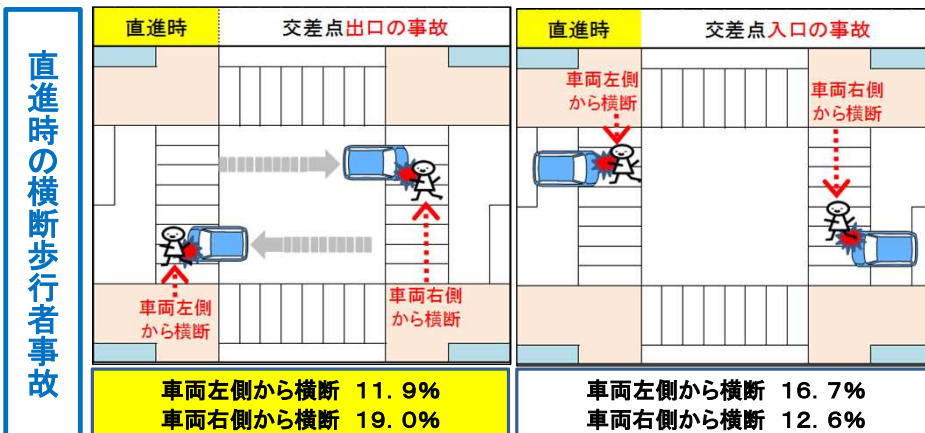 直進時の横断歩行者事故
直進時
交差点出口の事故
車両左側
から横断
車両右側
から横断
車両左側から横断 11.9%
車両右側から横断 19.0%
直進時
交差点入口の事故
車両左側
から横断
車両右側
から横断
車両左側から横断 16.7%
車両右側から横断 12.6%